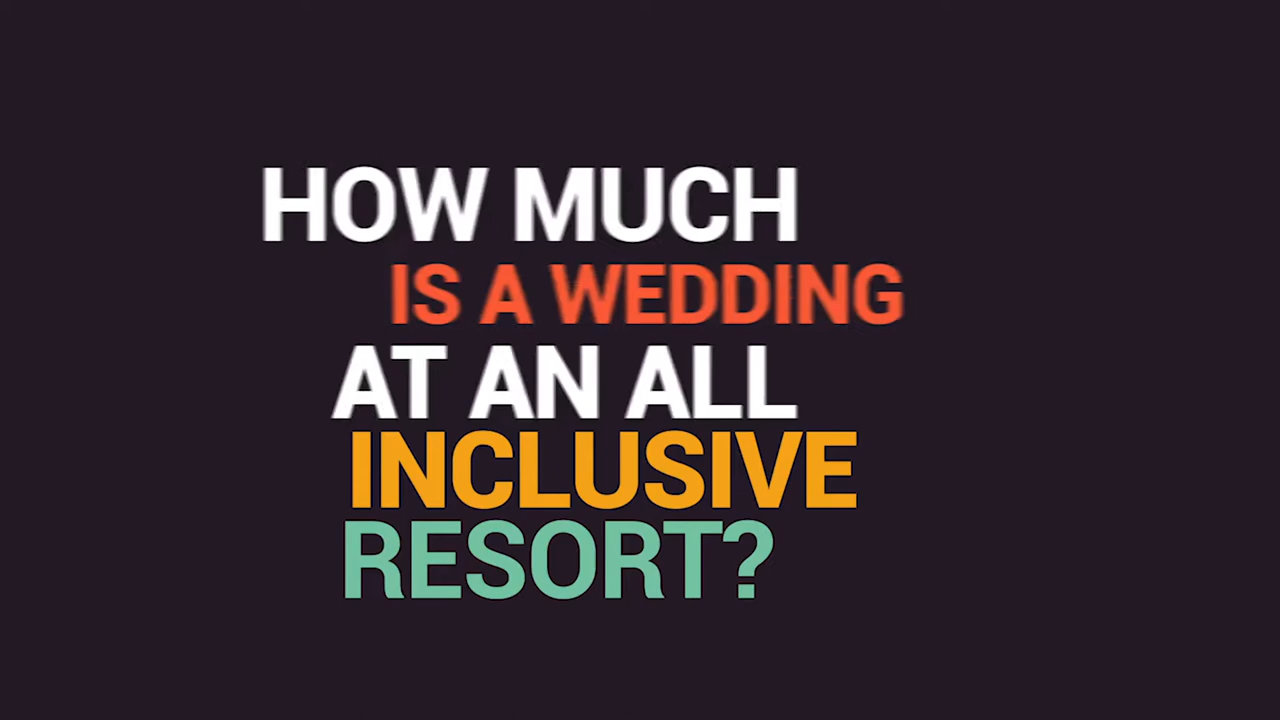 HOW MUCH
IS A WEDDING
AT AN ALL
INCLUSIVE
RESORT?